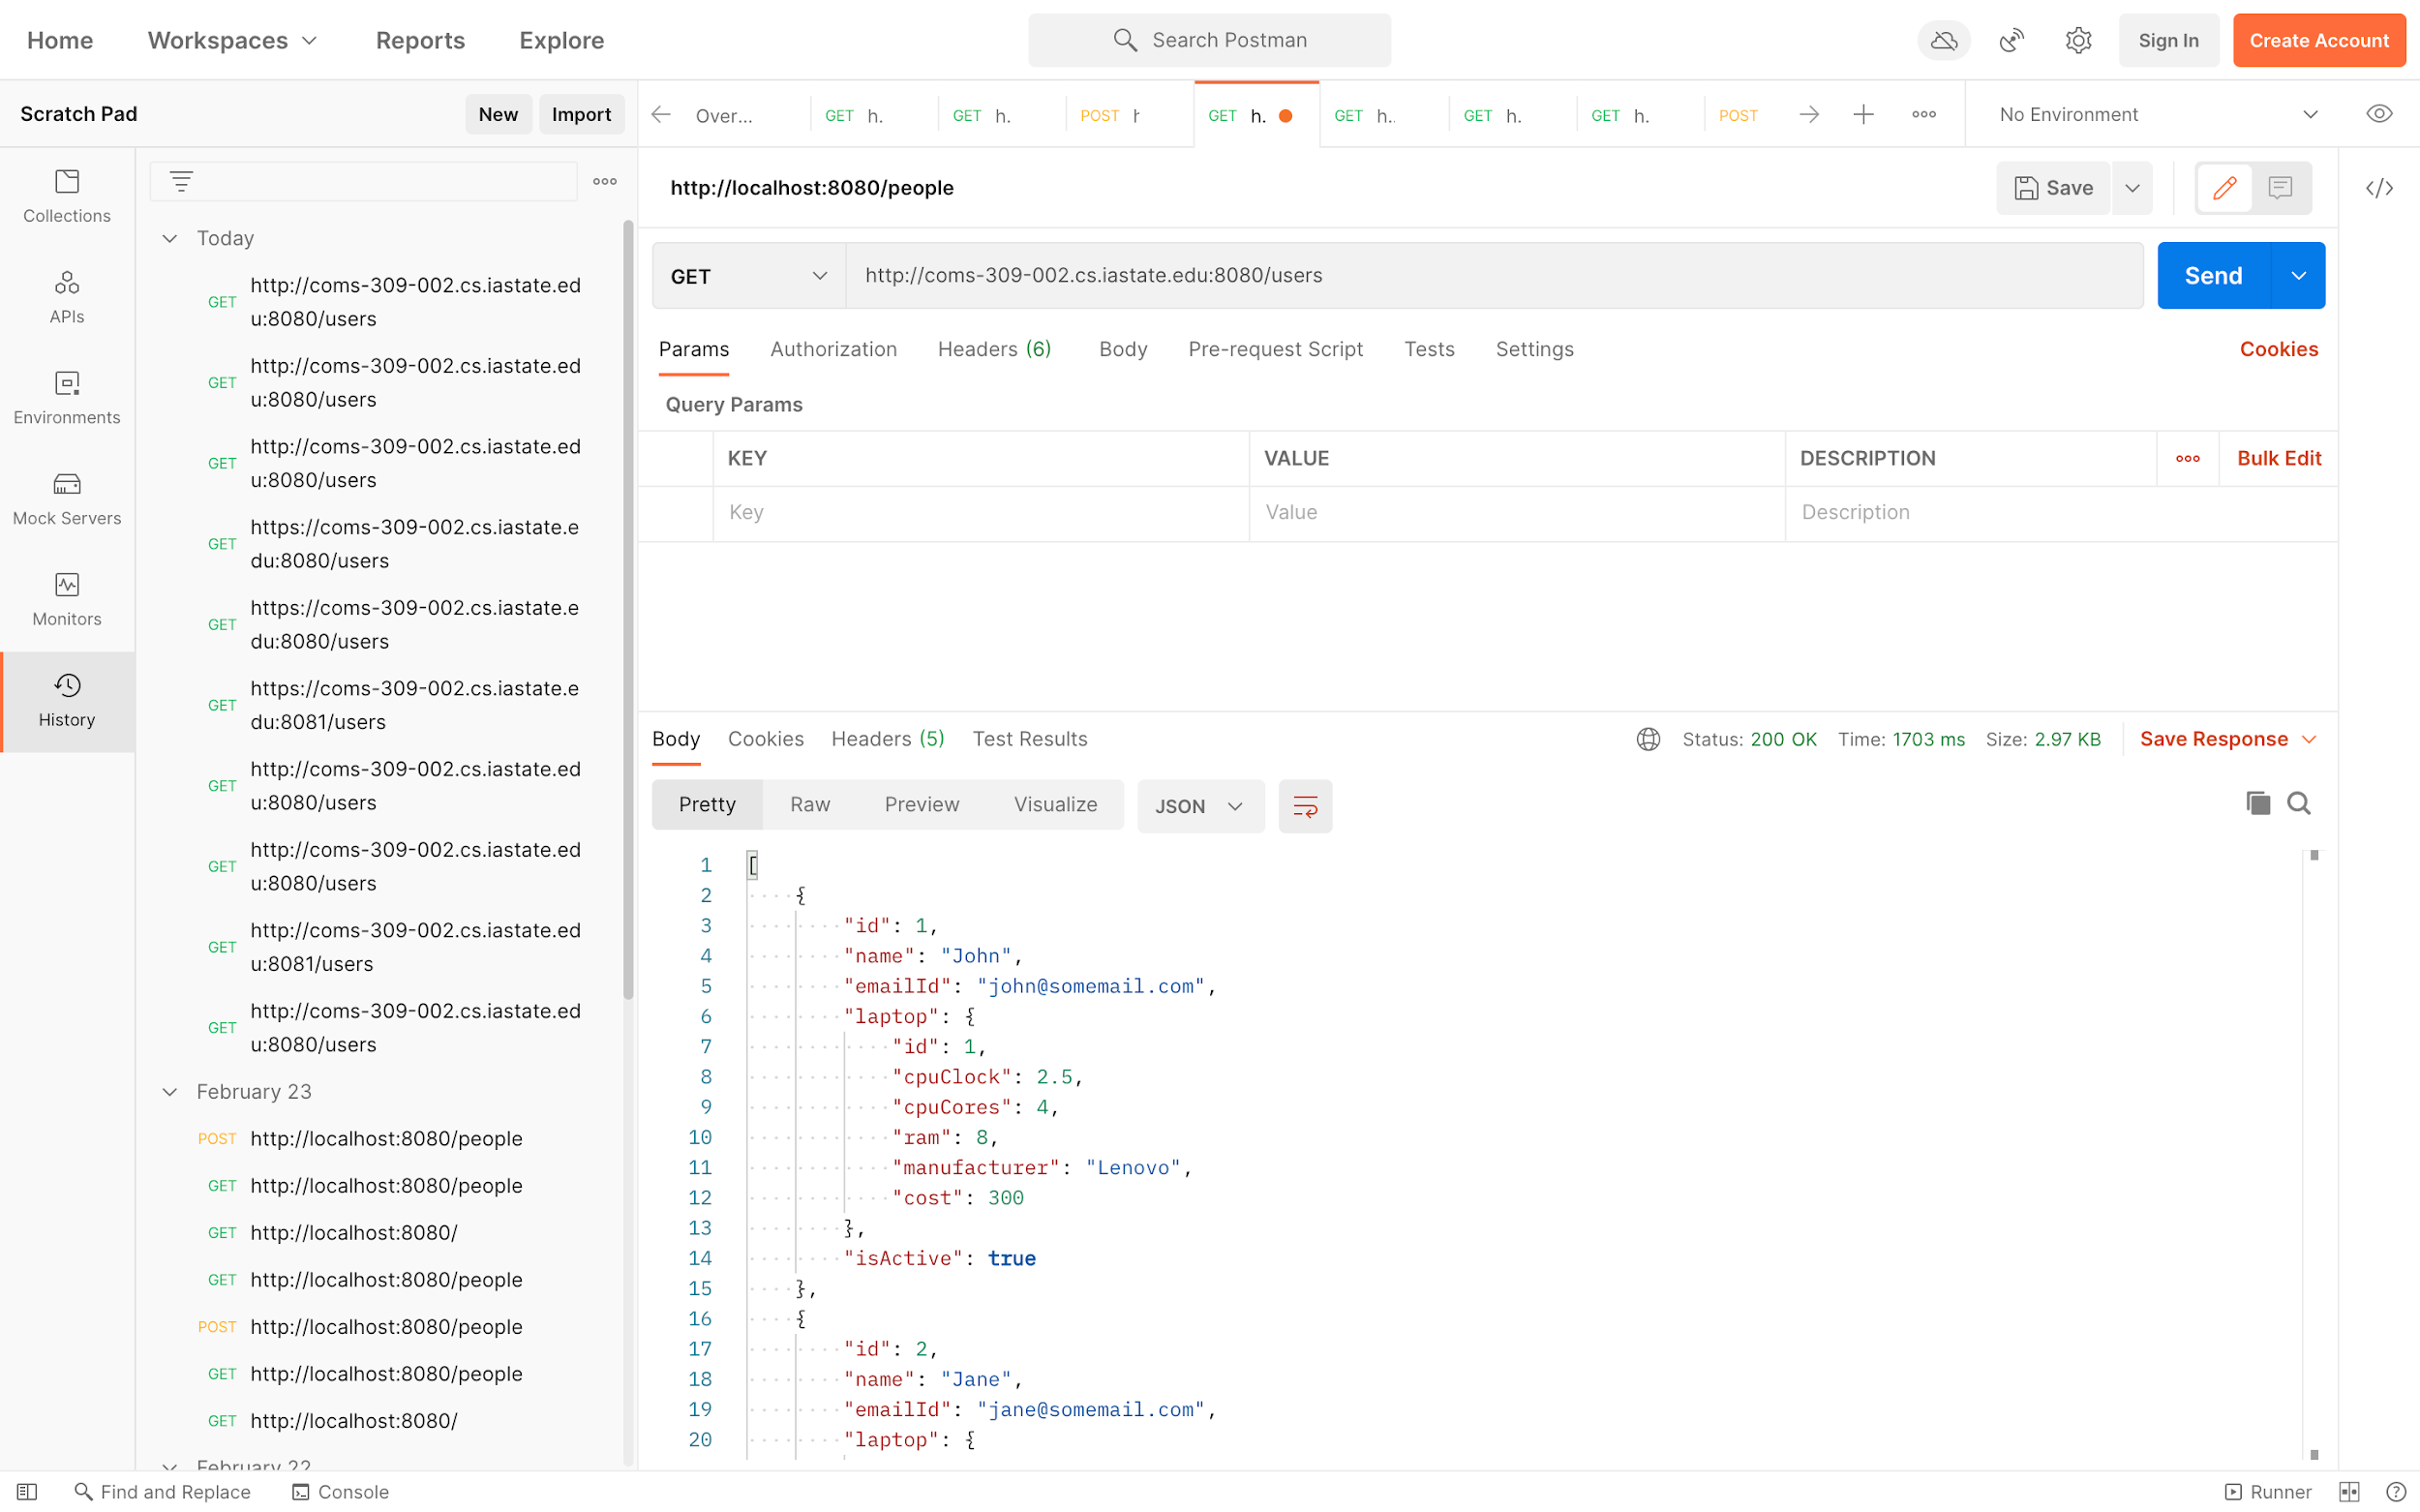 Home Workspaces Reports Explore Search Postman Sign In Create Account
Scratch Pad New Import Over... GET h. GET h. POST h GET h. GET h.. GET h. GET h. POST No Environment
Collections
APIs
Environments
Mock Servers
Monitors
History
Today
GET http://coms-309-002.cs.iastate.ed
u:8080/users
GET http://coms-309-002.cs.iastate.ed
u:8080/users
GET http://coms-309-002.cs.iastate.ed
u:8080/users
GET https://coms-309-002.cs.iastate.e
du:8080/users
GET https://coms-309-002.cs.iastate.e
du:8080/users
GET https://coms-309-002.cs.iastate.e
du:8081/users
GET http://coms-309-002.cs.iastate.ed
u:8080/users
GET http://coms-309-002.cs.iastate.ed
u:8080/users
GET http://coms-309-002.cs.iastate.ed
u:8081/users
GET http://coms-309-002.cs.iastate.ed
u:8080/users
February 23
POST http://localhost:8080/people
GET http://localhost:8080/people
GET http://localhost:8080/
GET http://localhost:8080/people
POST http://localhost:8080/people
GET http://localhost:8080/people
GET http://localhost:8080/
February 22
http://localhost:8080/people Save
GET http://coms-309-002.cs.iastate.edu:8080/users Send
Params Authorization Headers (6) Body Pre-request Script Tests Settings Cookies
Query Params
KEY VALUE DESCRIPTION Bulk Edit
Key Value Description
Body Cookies Headers (5) Test Results Status: 200 OK Time: 1703 ms Size: 2.97 KB Save Response
Pretty Raw Preview Visualize JSON
1 [
2 {
3 "id": 1,
4 "name": "John",
5 "emailId": "john@somemail.com",
6 "laptop": {
7 "id": 1,
8 "cpuClock": 2.5,
9 "cpuCores": 4,
10 "ram": 8,
11 "manufacturer": "Lenovo",
12 "cost": 300
13 },
14 "isActive": true
15 },
16 {
17 "id": 2,
18 "name": "Jane",
19 "emailId": "jane@somemail.com",
20 "laptop": {
Find and Replace Console Runner